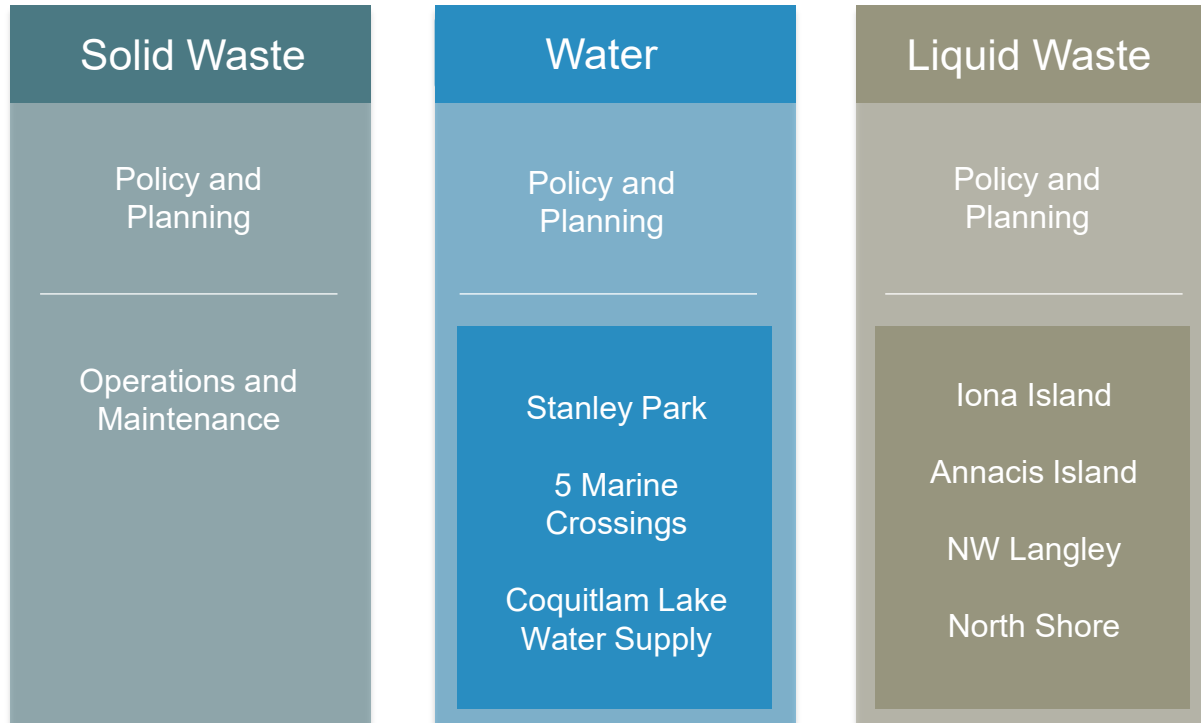 Solid Waste
Policy and
Planning
Operations and
Maintenance
Water
Policy and
Planning
Stanley Park
5 Marine
Crossings
Coquitlam Lake
Water Supply
Liquid Waste
Policy and
Planning
Iona Island
Annacis Island
NW Langley
North Shore